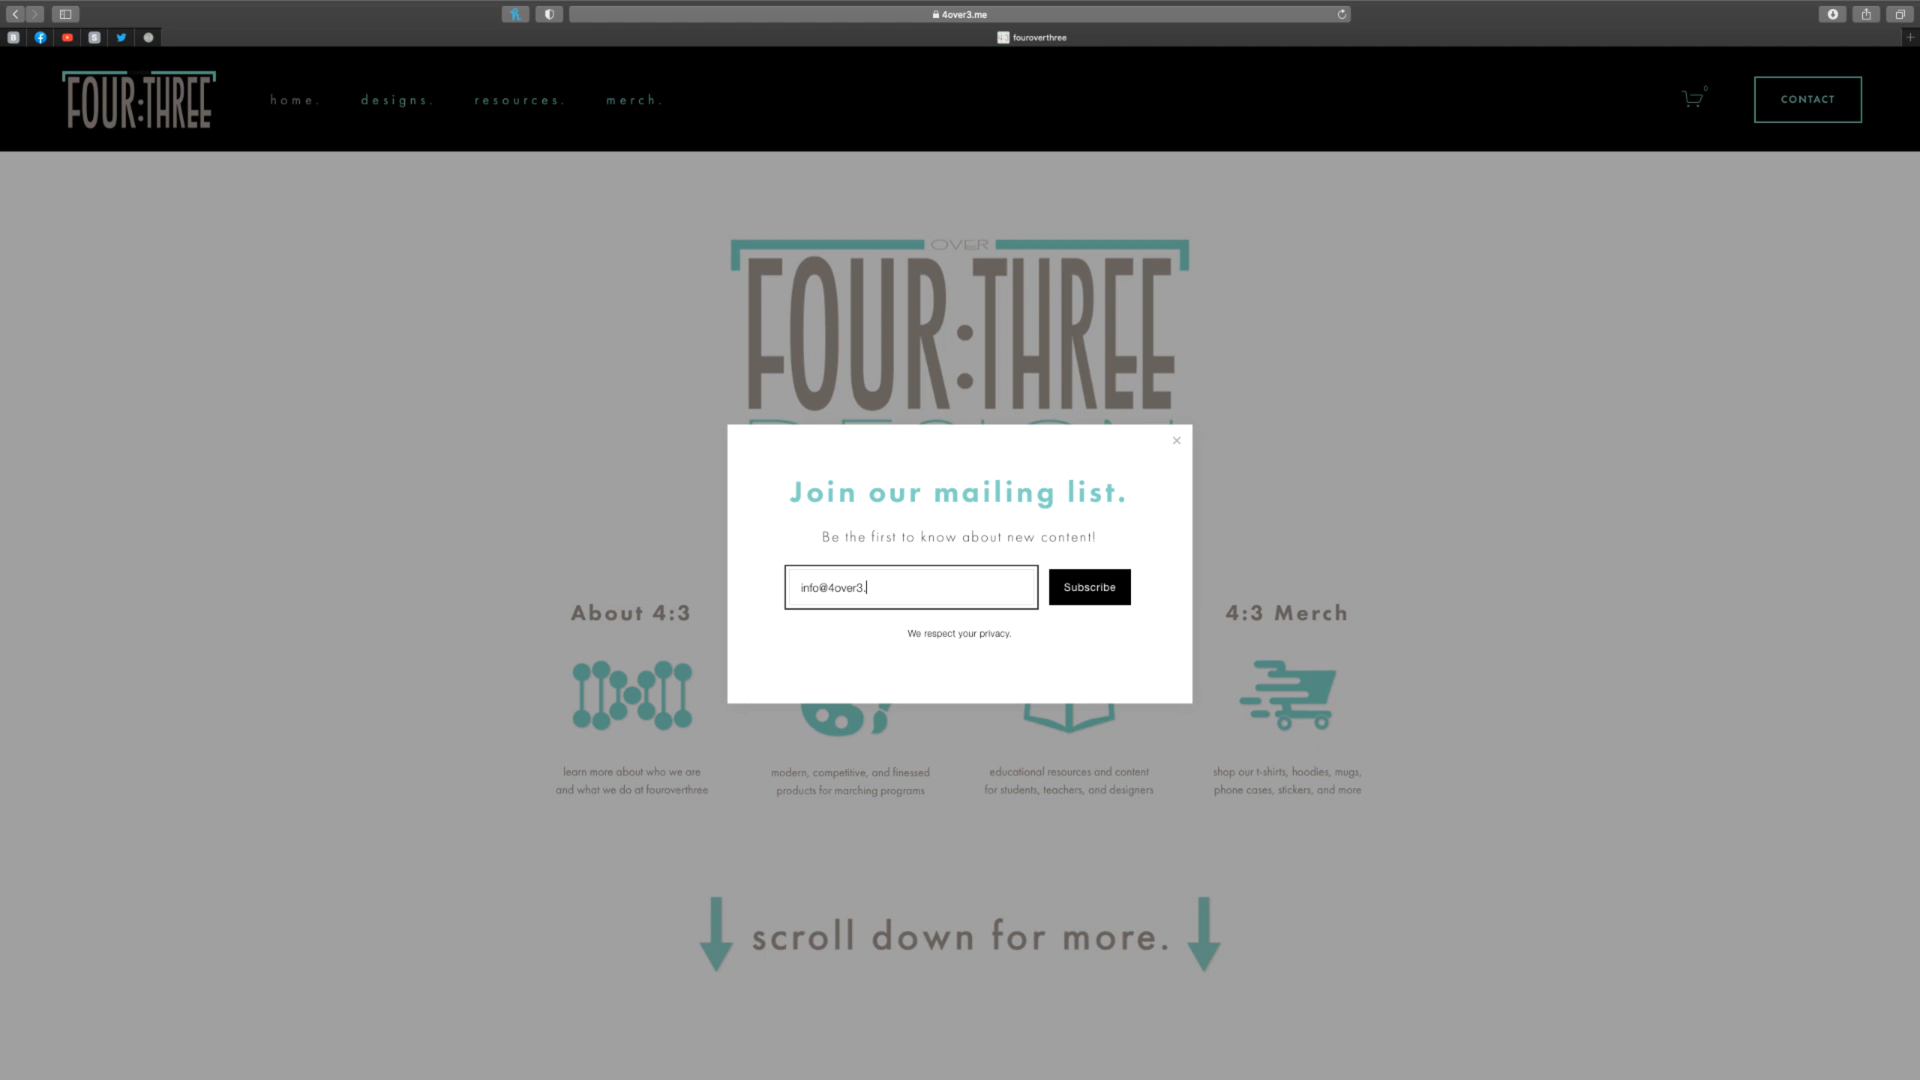 4over3.me
fouroverthree
FOUR:THREE
home.
designs.
resources.
merch.
0
CONTACT
OVER
FOUR:THREE
Join our mailing list.
Be the first to know about new content!
info@4over3.
Subscribe
We respect your privacy.
About 4:3
4:3 Merch
learn more about who we are
and what we do at fouroverthree
modern, competitive, and finessed
products for marching programs
educational resources and content
for students, teachers, and designers
shop our t-shirts, hoodies, mugs,
phone cases, stickers, and more
scroll down for more.